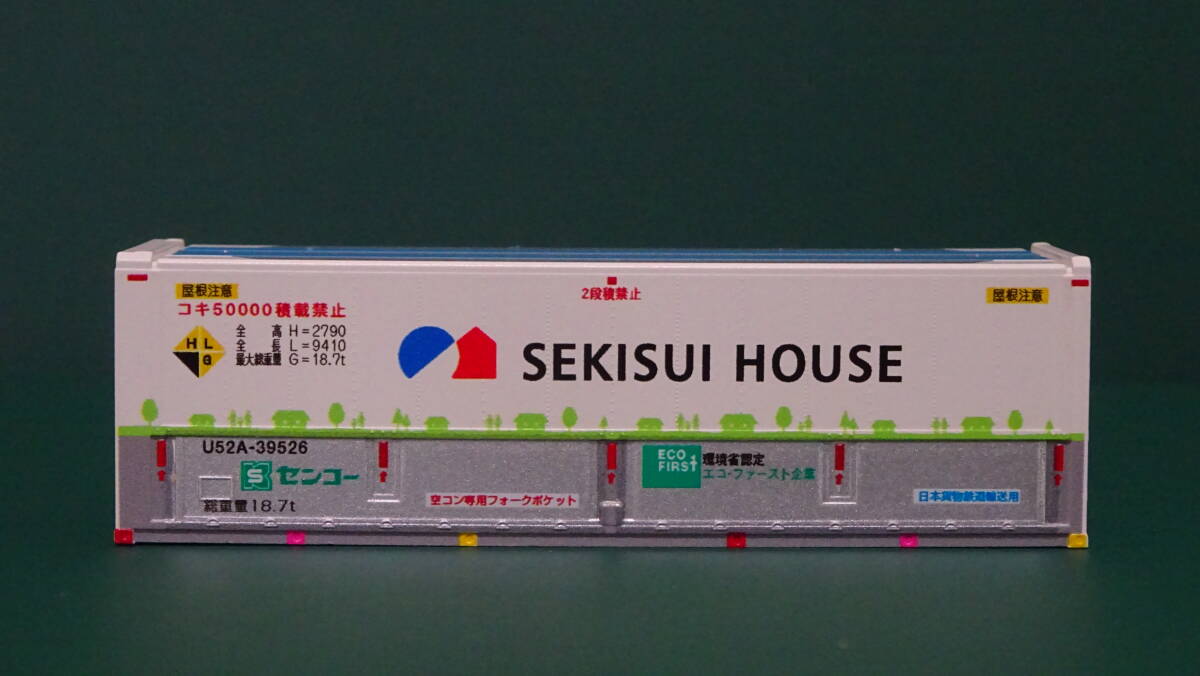 屋根注意
コキ50000積載禁止
HL
G
全 高 H=2790
全 長 L=9410
最大総重量 G=18.7t
2段積禁止
屋根注意
SEKISUI HOUSE
U52A-39526
センコー
総重量18.7t
空コン専用フォークポケット
ECO
FIRST
環境省認定
エコ・ファースト企業
日本貨物鉄道輸送用